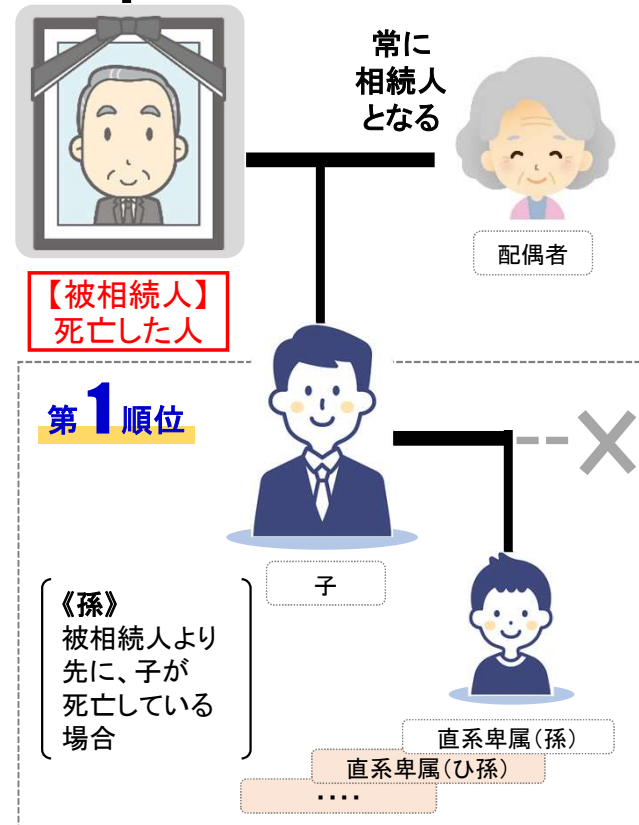 常に
相続人
となる
配偶者
【被相続人】
死亡した人
第1順位
子
《孫》
被相続人より
先に、子が
死亡している
場合
直系卑属(孫)
直系卑属(ひ孫)
・・・・